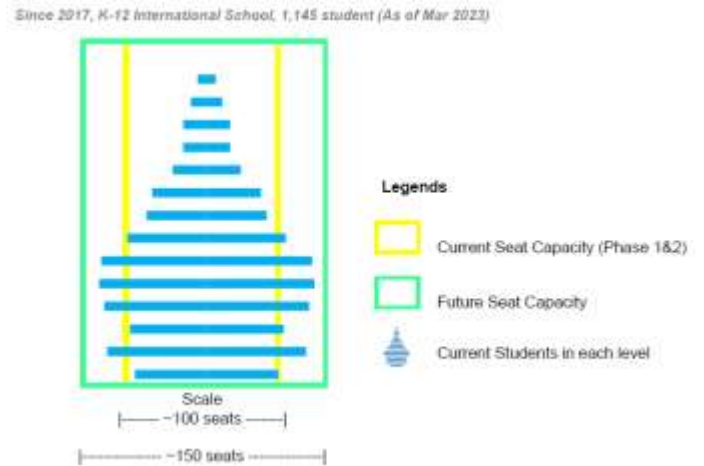 Since 2017, K-12 International School, 1,145 student (As of Mar 2023)
Legends
Current Seat Capacity (Phase 1&2)
Future Seat Capacity
Current Students in each level
Scale
|------- ~100 seats -------|
|-------------- ~150 seats --------------|